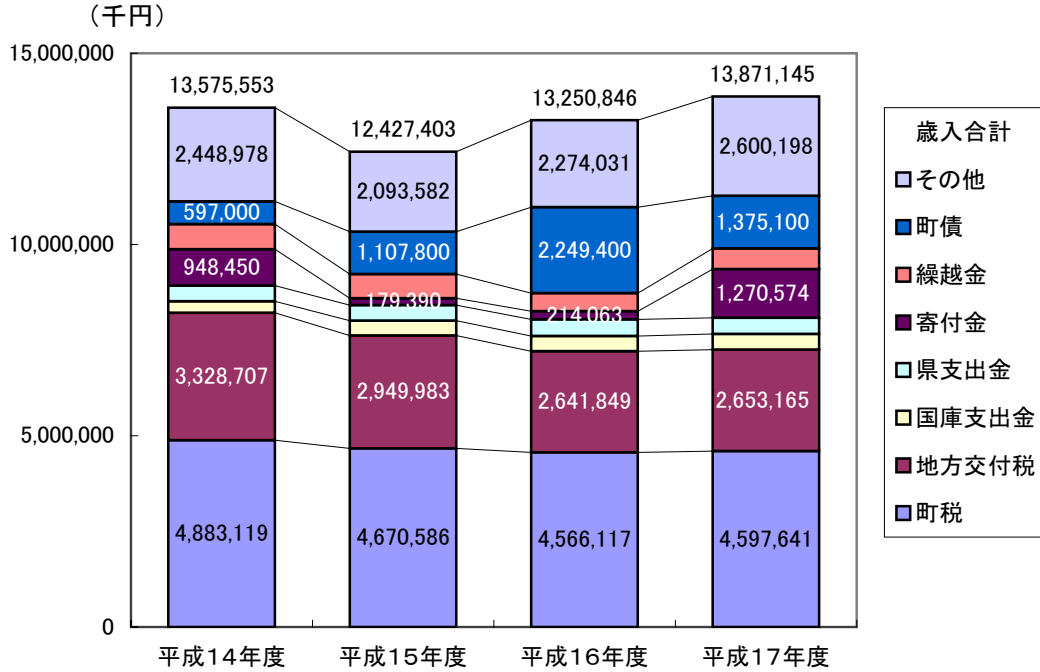 （千円）
15,000,000
10,000,000
5,000,000
0
13,575,553
12,427,403
13,250,846
13,871,145
2,448,978
2,093,582
2,274,031
2,600,198
597,000
1,107,800
2,249,400
1,375,100
948,450
179,390
214,063
1,270,574
3,328,707
2,949,983
2,641,849
2,653,165
4,883,119
4,670,586
4,566,117
4,597,641
平成14年度
平成15年度
平成16年度
平成17年度
歳入合計
その他
町債
繰越金
寄付金
県支出金
国庫支出金
地方交付税
町税